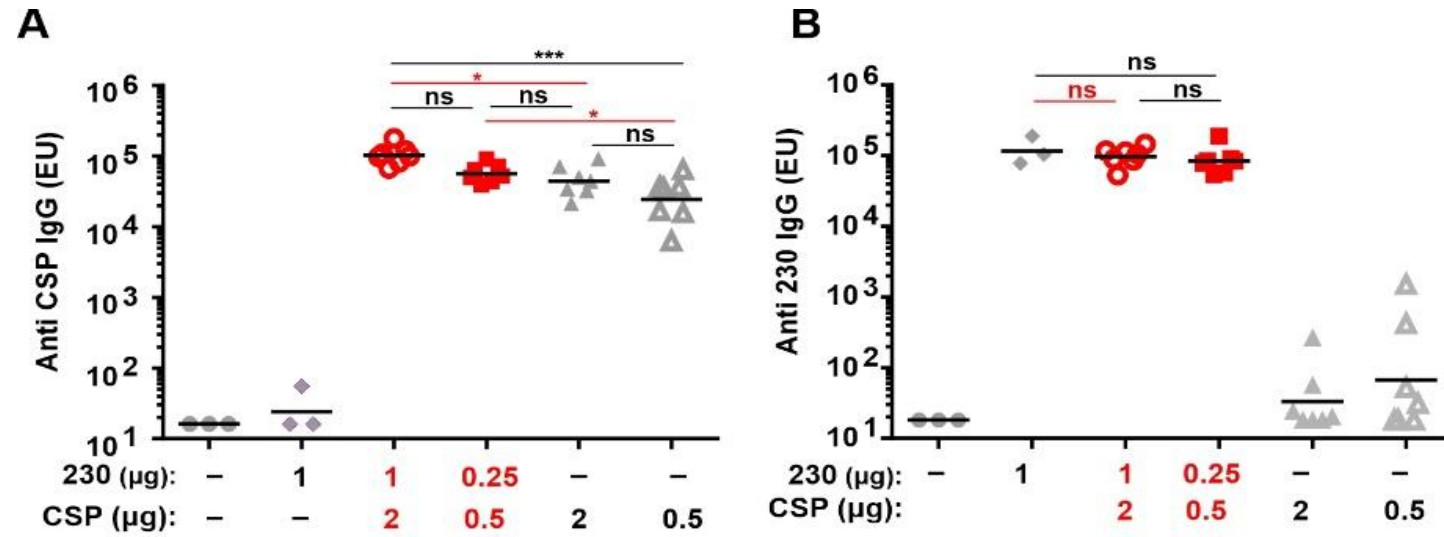 A
B
***
*
ns
ns
*
ns
Anti CSP IgG (EU)
10^6
10^5
10^4
10^3
10^2
10^1
230 (µg): – 1 1 0.25 – –
CSP (µg): – – 2 0.5 2 0.5
ns
ns
ns
Anti 230 IgG (EU)
10^6
10^5
10^4
10^3
10^2
10^1
230 (µg): – 1 1 0.25 – –
CSP (µg): – – 2 0.5 2 0.5